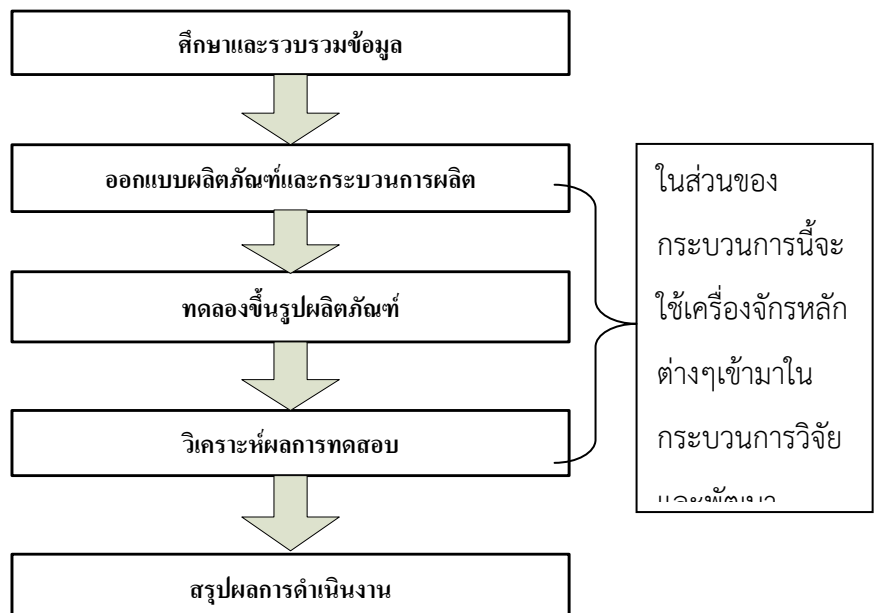 ศึกษาและรวบรวมข้อมูล
ออกแบบผลิตภัณฑ์และกระบวนการผลิต
ทดลองขึ้นรูปผลิตภัณฑ์
วิเคราะห์ผลการทดสอบ
สรุปผลการดำเนินงาน
ในส่วนของ
กระบวนการนี้จะ
ใช้เครื่องจักรหลัก
ต่างๆเข้ามาใน
กระบวนการวิจัย
และพัฒนา